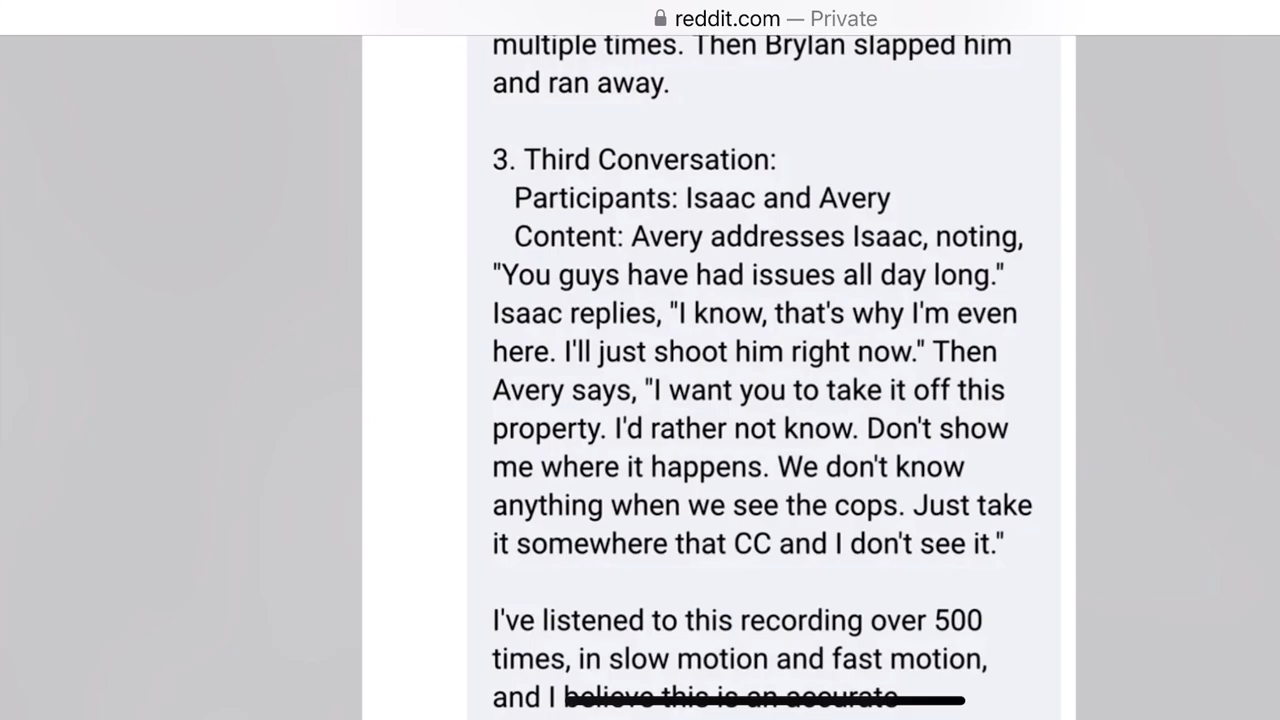 reddit.com — Private
multiple times. Then Brylan slapped him
and ran away.
3. Third Conversation:
Participants: Isaac and Avery
Content: Avery addresses Isaac, noting,
"You guys have had issues all day long."
Isaac replies, "I know, that's why I'm even
here. I'll just shoot him right now." Then
Avery says, "I want you to take it off this
property. I'd rather not know. Don't show
me where it happens. We don't know
anything when we see the cops. Just take
it somewhere that CC and I don't see it."
I've listened to this recording over 500
times, in slow motion and fast motion,
and I believe this is an accurate